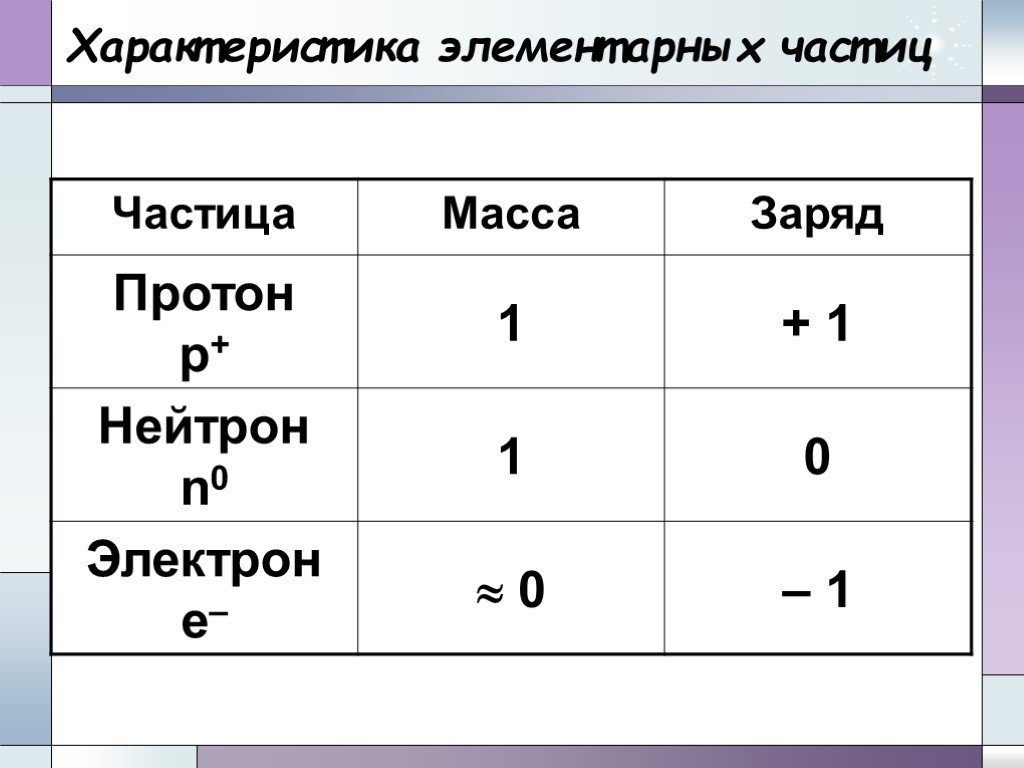 Характеристика элементарных частиц
Частица Масса Заряд
Протон
p⁺ 1 + 1
Нейтрон
n⁰ 1 0
Электрон
e⁻ ≈ 0 – 1